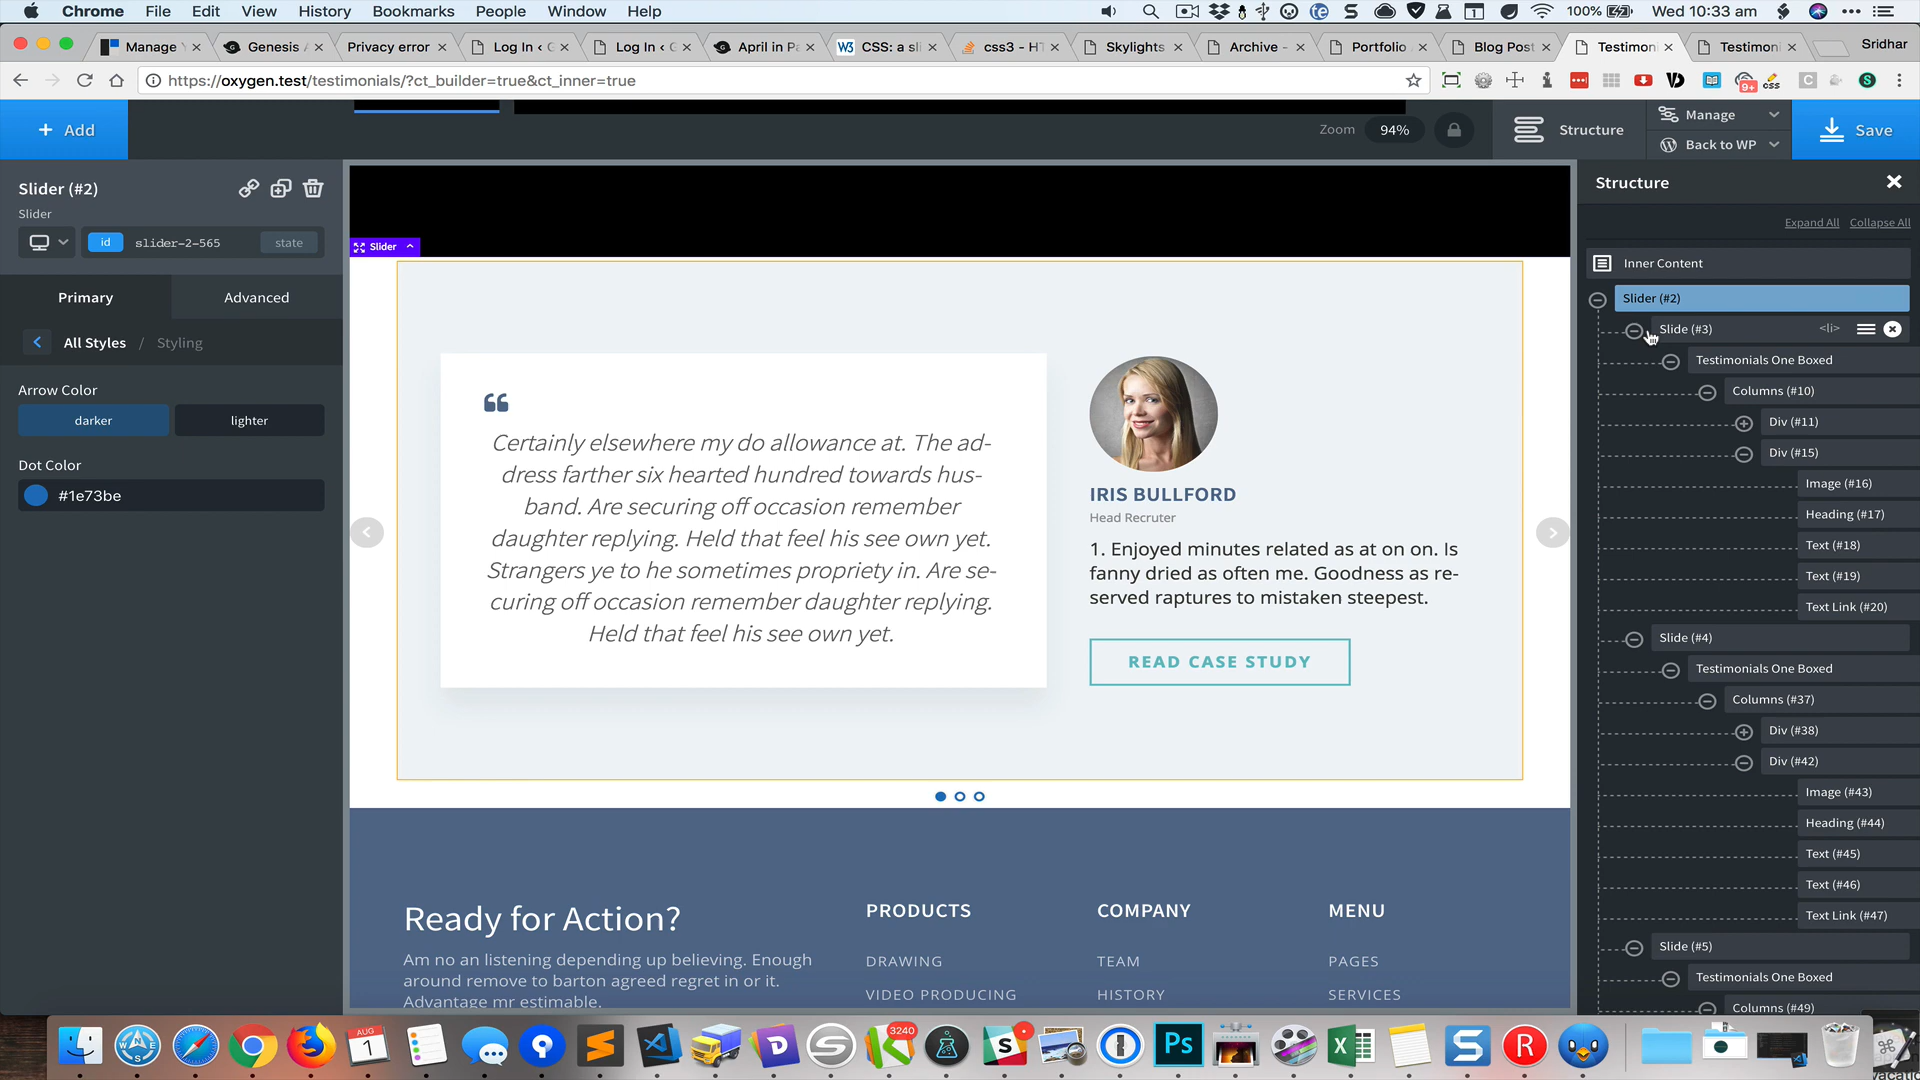 Chrome File Edit View History Bookmarks People Window Help
100% Wed 10:33 am
Manage
Genesis
Privacy error
Log In ‹
Log In ‹
April in
W3 CSS: a sli
css3 - HT
Skylights
Archive -
Portfolio
Blog Post
Testimoni
Testimoni
Sridhar
https://oxygen.test/testimonials/?ct_builder=true&ct_inner=true
9+
css
+ Add
Zoom 94%
Structure
Manage
Back to WP
Save
Slider (#2)
Slider
id slider-2-565 state
Primary Advanced
All Styles / Styling
Arrow Color
darker lighter
Dot Color
#1e73be
Slider
Certainly elsewhere my do allowance at. The ad-
dress farther six hearted hundred towards hus-
band. Are securing off occasion remember
daughter replying. Held that feel his see own yet.
Strangers ye to he sometimes propriety in. Are se-
curing off occasion remember daughter replying.
Held that feel his see own yet.
IRIS BULLFORD
Head Recruter
1. Enjoyed minutes related as at on on. Is
fanny dried as often me. Goodness as re-
served raptures to mistaken steepest.
READ CASE STUDY
Ready for Action?
Am no an listening depending up believing. Enough
around remove to barton agreed regret in or it.
Advantage mr estimable.
PRODUCTS
DRAWING
VIDEO PRODUCING
COMPANY
TEAM
HISTORY
MENU
PAGES
SERVICES
Structure
Expand All Collapse All
Inner Content
Slider (#2)
Slide (#3) <li>
Testimonials One Boxed
Columns (#10)
Div (#11)
Div (#15)
Image (#16)
Heading (#17)
Text (#18)
Text (#19)
Text Link (#20)
Slide (#4)
Testimonials One Boxed
Columns (#37)
Div (#38)
Div (#42)
Image (#43)
Heading (#44)
Text (#45)
Text (#46)
Text Link (#47)
Slide (#5)
Testimonials One Boxed
Columns (#49)
AUG
1
3240
Ps